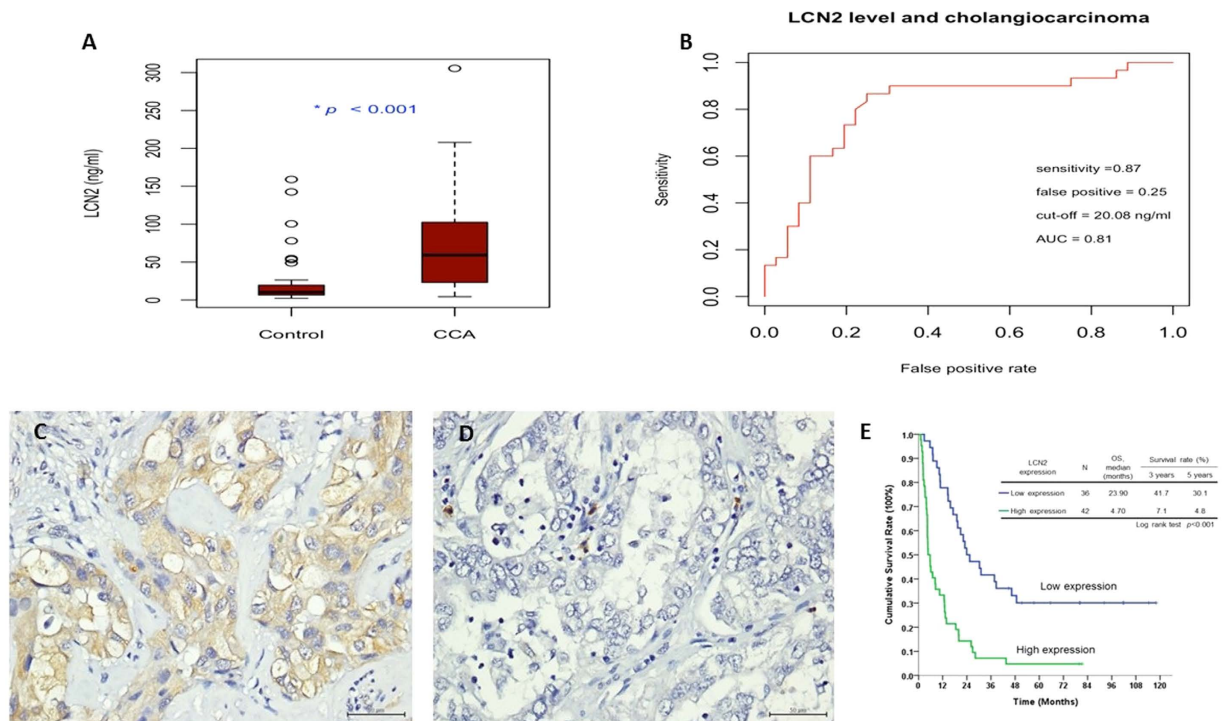 LCN2 level and cholangiocarcinoma
A
LCN2 (ng/ml)
300
250
200
150
100
50
0
* p < 0.001
Control
CCA
B
Sensitivity
1.0
0.8
0.6
0.4
0.2
0.0
sensitivity =0.87
false positive = 0.25
cut-off = 20.08 ng/ml
AUC = 0.81
0.0 0.2 0.4 0.6 0.8 1.0
False positive rate
C
50 µm
D
50 µm
E
Cumulative Survival Rate (100%)
1.0
0.9
0.8
0.7
0.6
0.5
0.4
0.3
0.2
0.1
0.0
LCN2 expression N OS, median (months) Survival rate (%)
3 years 5 years
Low expression 36 23.90 41.7 30.1
High expression 42 4.70 7.1 4.8
Log rank test p<0.001
Low expression
High expression
0 12 24 36 48 60 72 84 96 108 120
Time (Months)